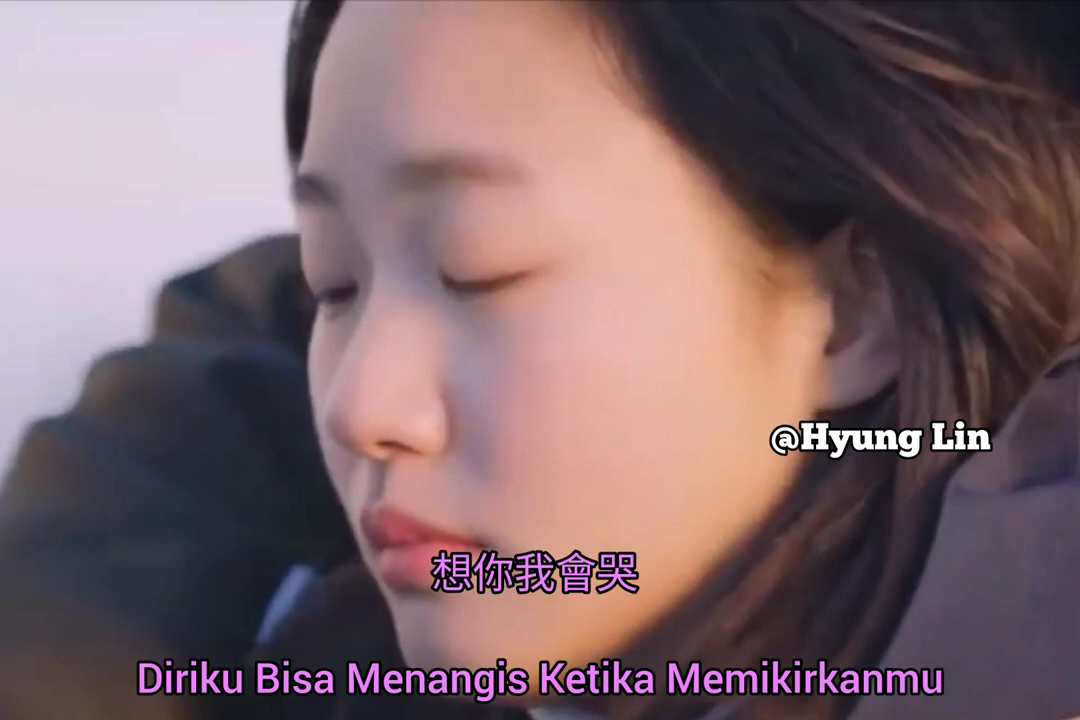 @Hyung Lin
想你我會哭
Diriku Bisa Menangis Ketika Memikirkanmu